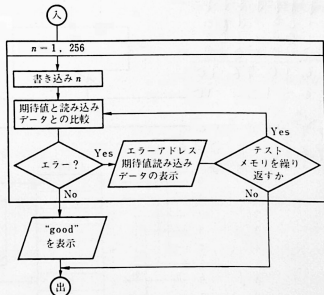 入
n = 1, 256
書き込み n
期待値と読み込み
データとの比較
エラー?
Yes
No
エラーアドレス
期待値読み込み
データの表示
Yes
テスト
メモリを繰り
返すか
No
"good"
を表示
出